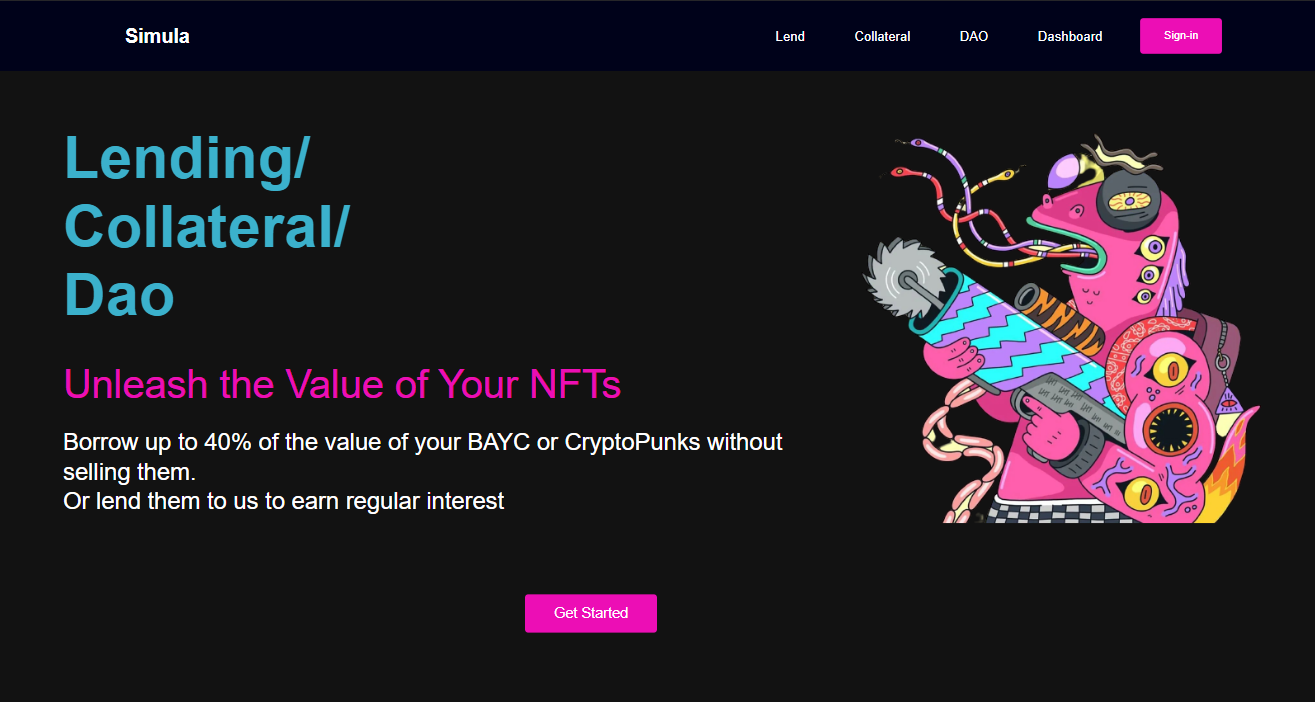 Simula
Lend
Collateral
DAO
Dashboard
Sign-in
Lending/
Collateral/
Dao
Unleash the Value of Your NFTs
Borrow up to 40% of the value of your BAYC or CryptoPunks without
selling them.
Or lend them to us to earn regular interest
Get Started